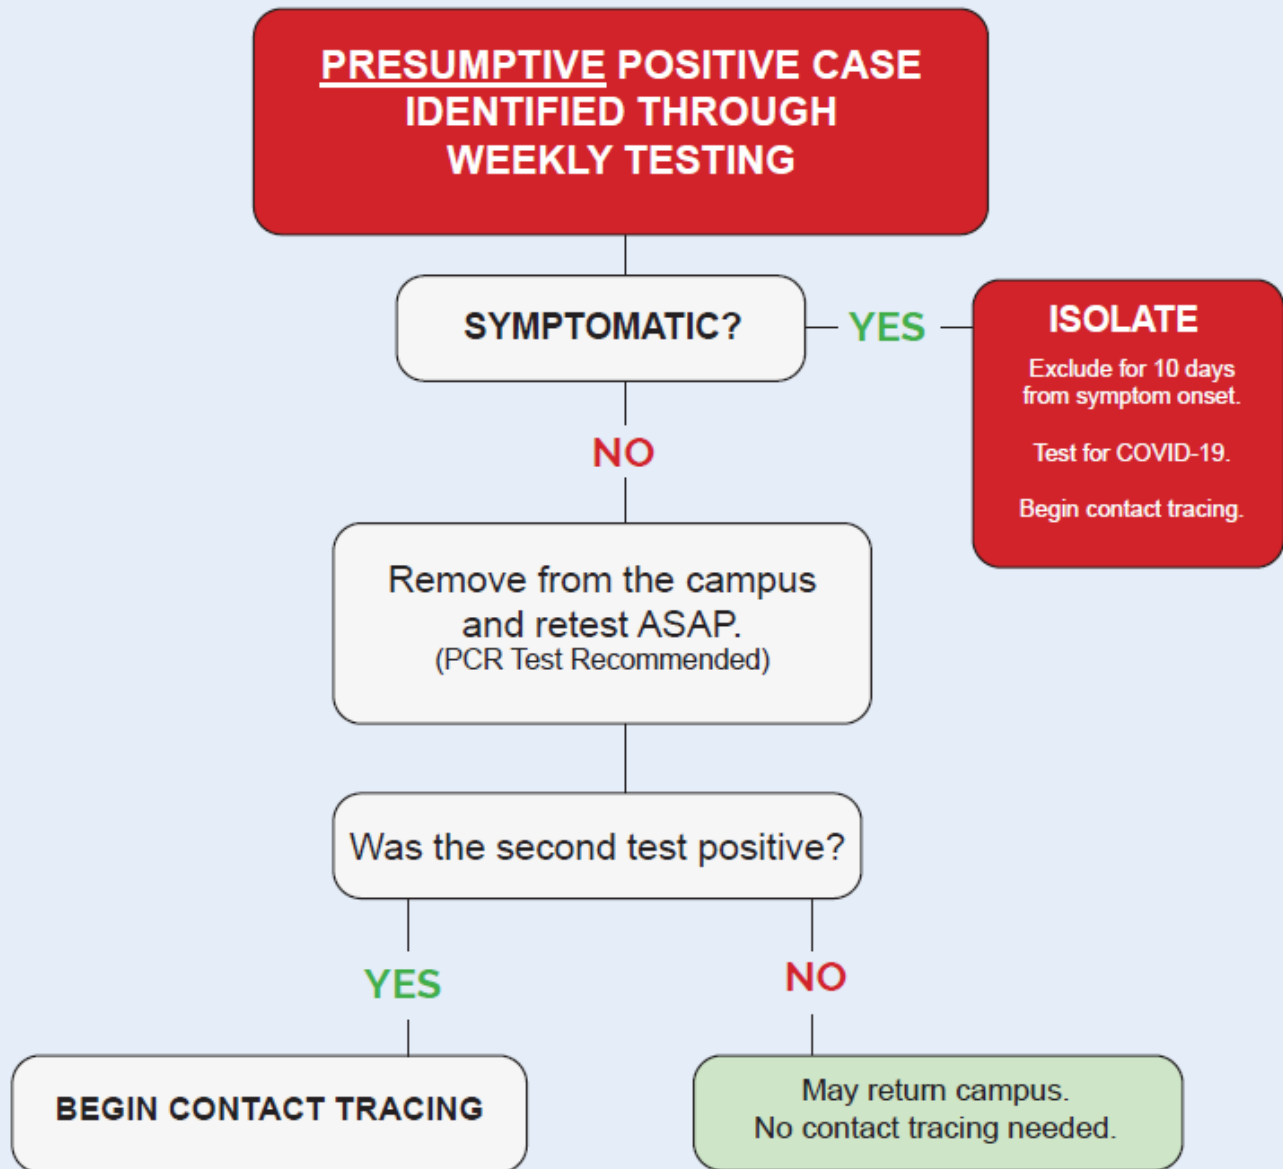 PRESUMPTIVE POSITIVE CASE
IDENTIFIED THROUGH
WEEKLY TESTING
SYMPTOMATIC?
YES
ISOLATE
Exclude for 10 days
from symptom onset.
Test for COVID-19.
Begin contact tracing.
NO
Remove from the campus
and retest ASAP.
(PCR Test Recommended)
Was the second test positive?
YES
NO
BEGIN CONTACT TRACING
May return campus.
No contact tracing needed.